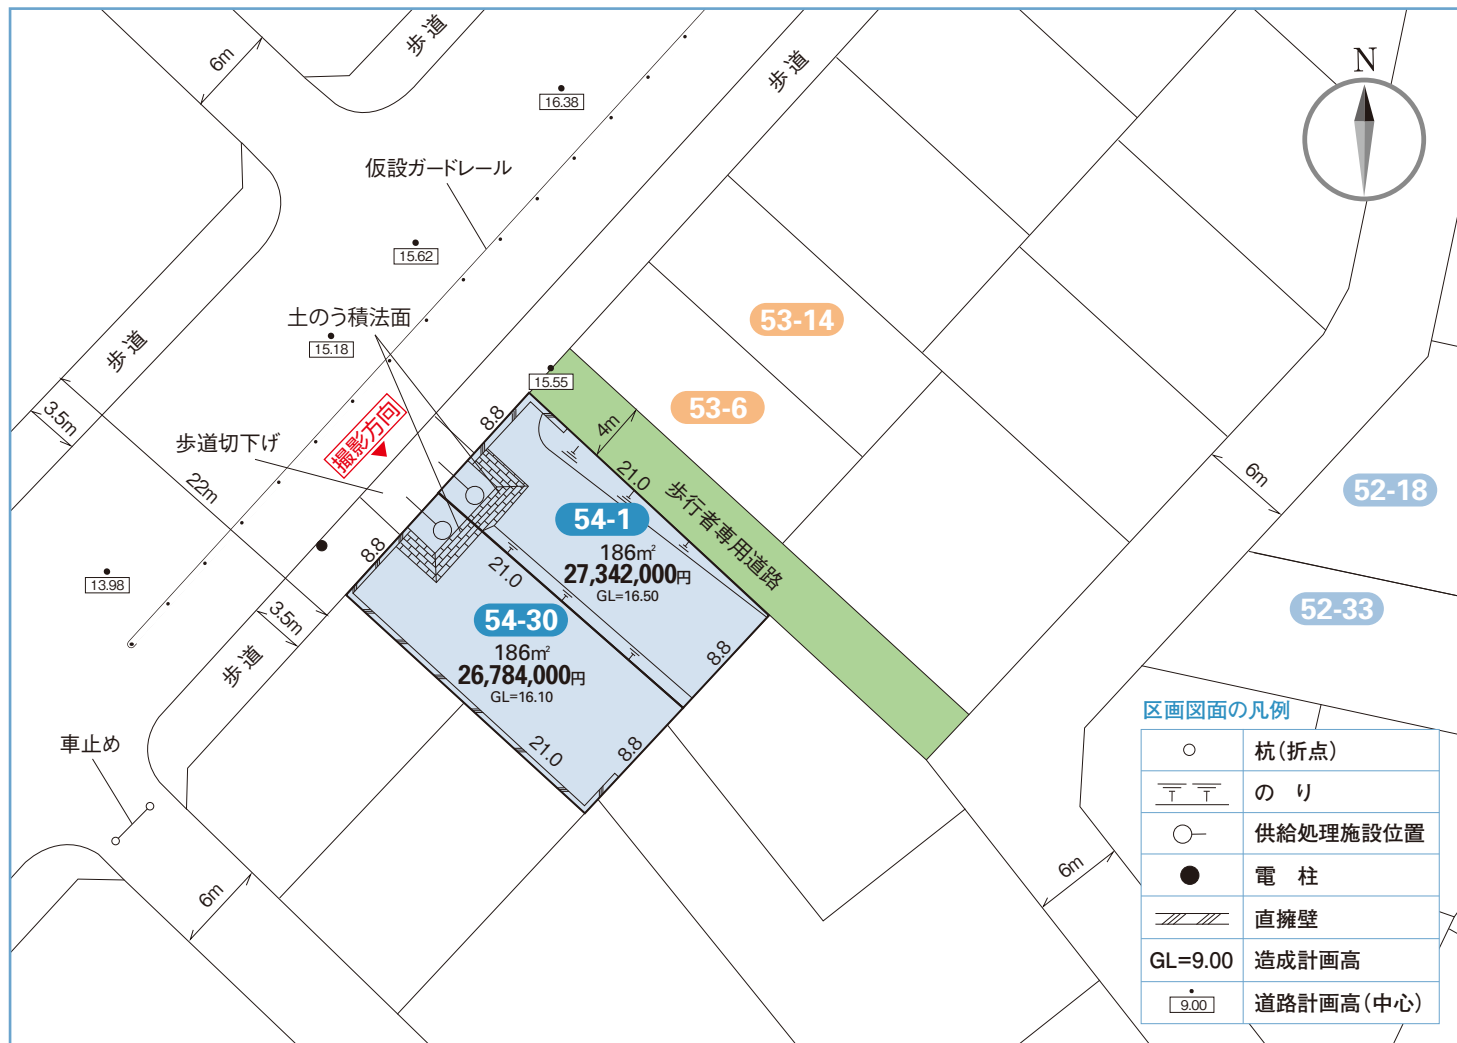 歩道
6m
歩道
N
16.38
仮設ガードレール
15.62
土のう積法面
15.18
歩道
53-14
15.55
53-6
3.5m
8.8
4m
撮影方向
歩道切下げ
22m
21.0
歩行者専用道路
6m
52-18
54-1
186㎡
27,342,000円
GL=16.50
8.8
21.0
13.98
3.5m
54-30
186㎡
26,784,000円
GL=16.10
8.8
52-33
歩道
21.0
8.8
車止め
6m
6m
区画図面の凡例
杭(折点)
のり
供給処理施設位置
電柱
直擁壁
GL=9.00 造成計画高
9.00 道路計画高(中心)